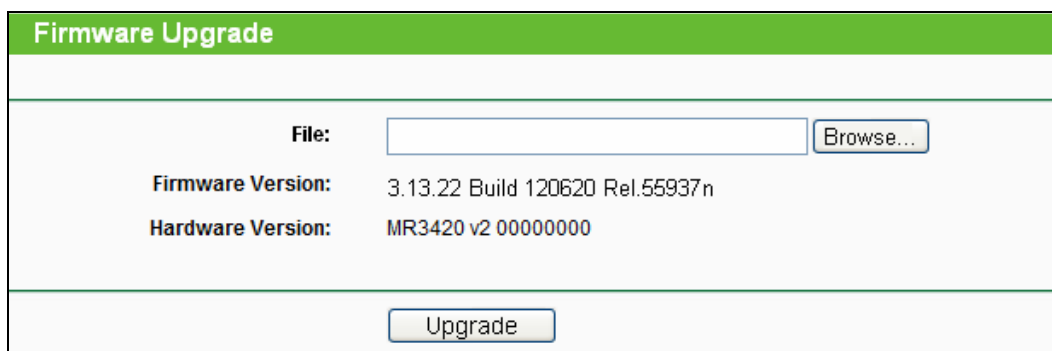 Firmware Upgrade
File: Browse...
Firmware Version: 3.13.22 Build 120620 Rel.55937n
Hardware Version: MR3420 v2 00000000
Upgrade